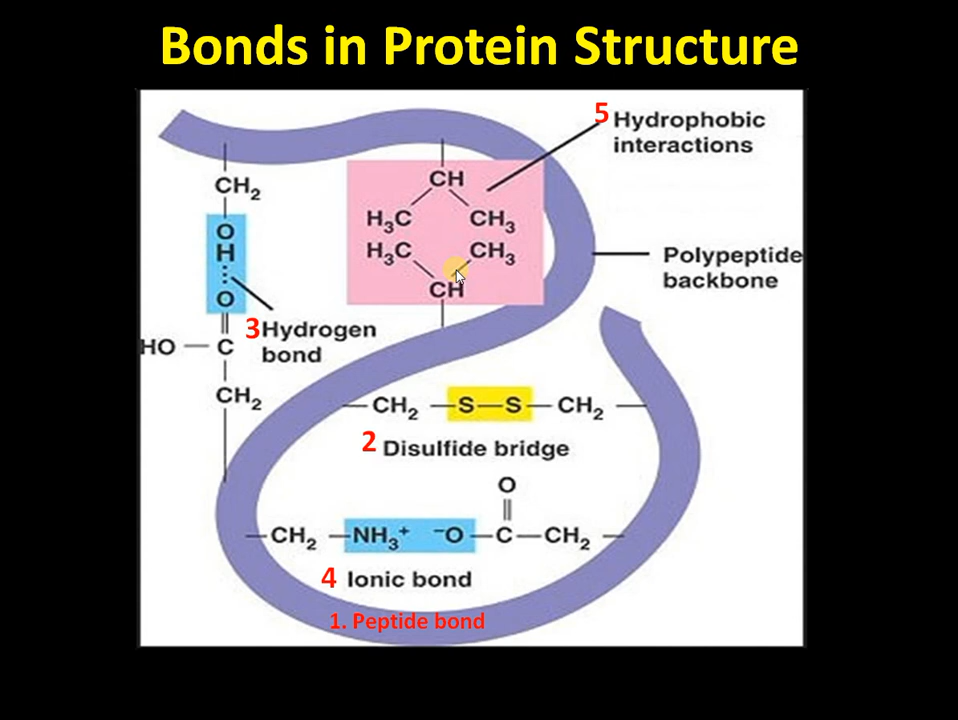 Bonds in Protein Structure
5 Hydrophobic
interactions
CH
H₃C CH₃
H₃C CH₃
CH
Polypeptide
backbone
CH₂
O
H
O
3 Hydrogen
bond
HO — C
CH₂
— CH₂ — S — S — CH₂ —
2 Disulfide bridge
O
— CH₂ — NH₃⁺ ⁻O — C — CH₂ —
4 Ionic bond
1. Peptide bond